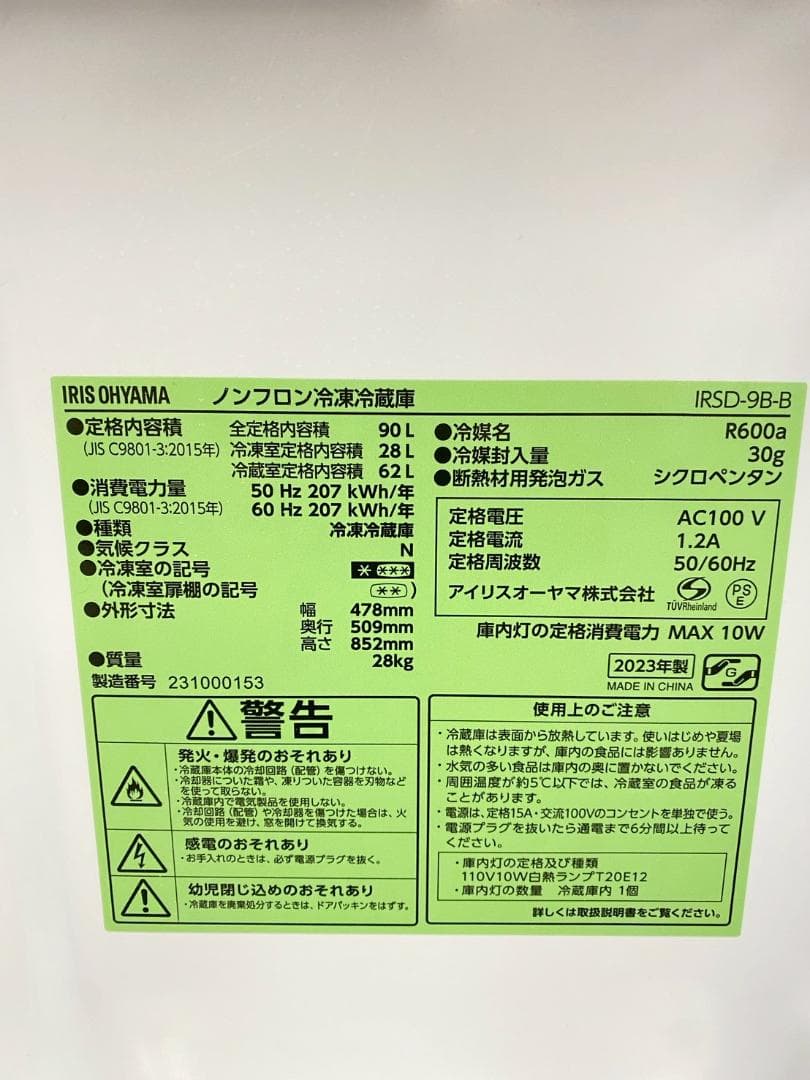 IRIS OHYAMA ノンフロン冷凍冷蔵庫 IRSD-9B-B
●定格内容積 全定格内容積 90 L
(JIS C9801-3:2015年) 冷凍室定格内容積 28 L
冷蔵室定格内容積 62 L
●消費電力量 50 Hz 207 kWh/年
(JIS C9801-3:2015年) 60 Hz 207 kWh/年
●種類 冷凍冷蔵庫
●気候クラス N
●冷凍室の記号 * ***
(冷凍室扉棚の記号 ** )
●外形寸法 幅 478mm
奥行 509mm
高さ 852mm
●質量 28kg
製造番号 231000153
●冷媒名 R600a
●冷媒封入量 30g
●断熱材用発泡ガス シクロペンタン
定格電圧 AC100 V
定格電流 1.2A
定格周波数 50/60Hz
アイリスオーヤマ株式会社 TÜVRheinland PS E
庫内灯の定格消費電力 MAX 10W
2023年製 G
MADE IN CHINA
警告
発火・爆発のおそれあり
・冷蔵庫本体の冷却回路(配管)を傷つけない。
・冷却器についた霜や、凍りついた容器を刃物など
を使って取らない。
・冷蔵庫内で電気製品を使用しない。
・冷却回路(配管)や冷却器を傷つけた場合は、火
気の使用を避け、窓を開けて換気する。
感電のおそれあり
・お手入れのときは、必ず電源プラグを抜く。
幼児閉じ込めのおそれあり
・冷蔵庫を廃棄処分するときは、ドアパッキンをはずす。
使用上のご注意
・冷蔵庫は表面から放熱しています。使いはじめや夏場
は熱くなりますが、庫内の食品には影響ありません。
・水気の多い食品は庫内の奥に置かないでください。
・周囲温度が約5℃以下では、冷蔵室の食品が凍る
ことがあります。
・電源は、定格15A・交流100Vのコンセントを単独で使う。
・電源プラグを抜いたら通電まで6分間以上待って
ください。
・庫内灯の定格及び種類
110V10W白熱ランプT20E12
・庫内灯の数量 冷蔵庫内 1個
詳しくは取扱説明書をご覧ください。